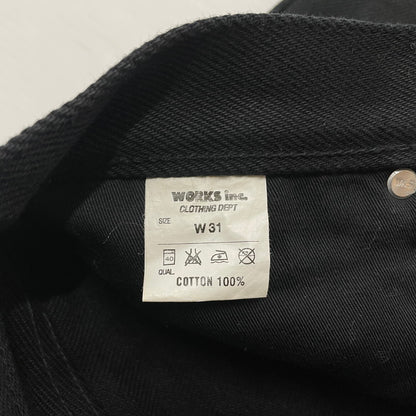 WORKS inc.
CLOTHING DEPT
SIZE
W 31
40
QUAL.
COTTON 100%